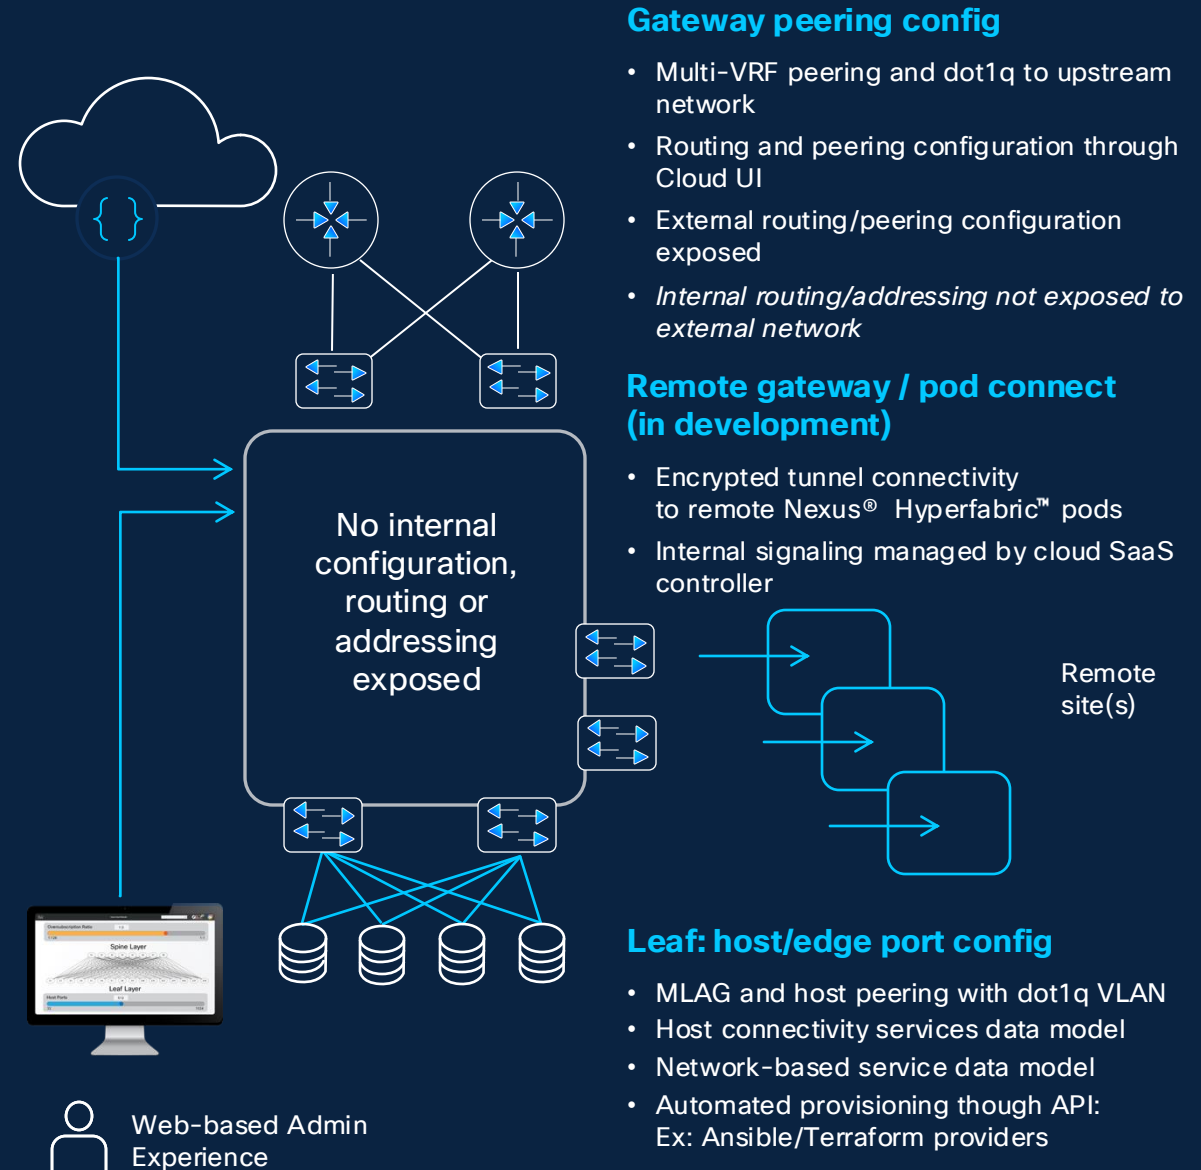 Gateway peering config
• Multi-VRF peering and dot1q to upstream
network
• Routing and peering configuration through
Cloud UI
• External routing/peering configuration
exposed
• Internal routing/addressing not exposed to
external network
Remote gateway / pod connect
(in development)
• Encrypted tunnel connectivity
to remote Nexus® Hyperfabric™ pods
• Internal signaling managed by cloud SaaS
controller
{ }
No internal
configuration,
routing or
addressing
exposed
Remote
site(s)
Leaf: host/edge port config
• MLAG and host peering with dot1q VLAN
• Host connectivity services data model
• Network-based service data model
• Automated provisioning though API:
Ex: Ansible/Terraform providers
Oversubscription Ratio
Spine Layer
Leaf Layer
Host Ports
Web-based Admin
Experience